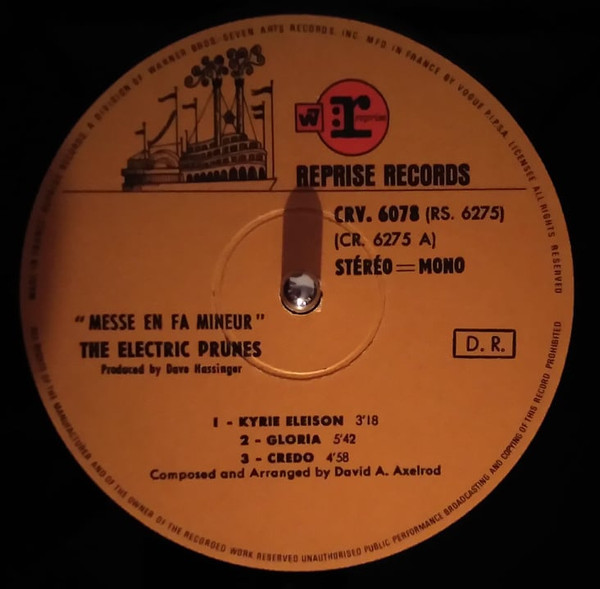 A DIVISION OF WARNER BROS.-SEVEN ARTS RECORDS, INC. MFD IN FRANCE BY VOGUE P.I.P.S.A. LICENSEE ALL RIGHTS RESERVED
W7 :r reprise
REPRISE RECORDS
CRV. 6078 (RS. 6275)
(CR. 6275 A)
STÉRÉO=MONO
"MESSE EN FA MINEUR"
THE ELECTRIC PRUNES
Produced by Dave Hassinger
D. R.
1 - KYRIE ELEISON 3'18
2 - GLORIA 5'42
3 - CREDO 4'58
Composed and Arranged by David A. Axelrod
OF THE MANUFACTURER AND OF THE OWNER OF THE RECORDED WORK RESERVED UNAUTHORISED PUBLIC PERFORMANCE BROADCASTING AND COPYING OF THIS RECORD PROHIBITED